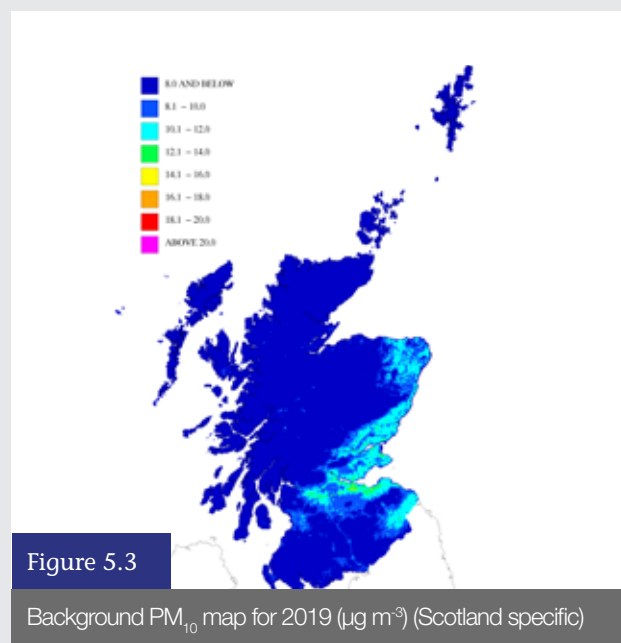 8.0 AND BELOW
8.1 – 10.0
10.1 – 12.0
12.1 – 14.0
14.1 – 16.0
16.1 – 18.0
18.1 – 20.0
ABOVE 20.0
Figure 5.3
Background PM₁₀ map for 2019 (µg m⁻³) (Scotland specific)